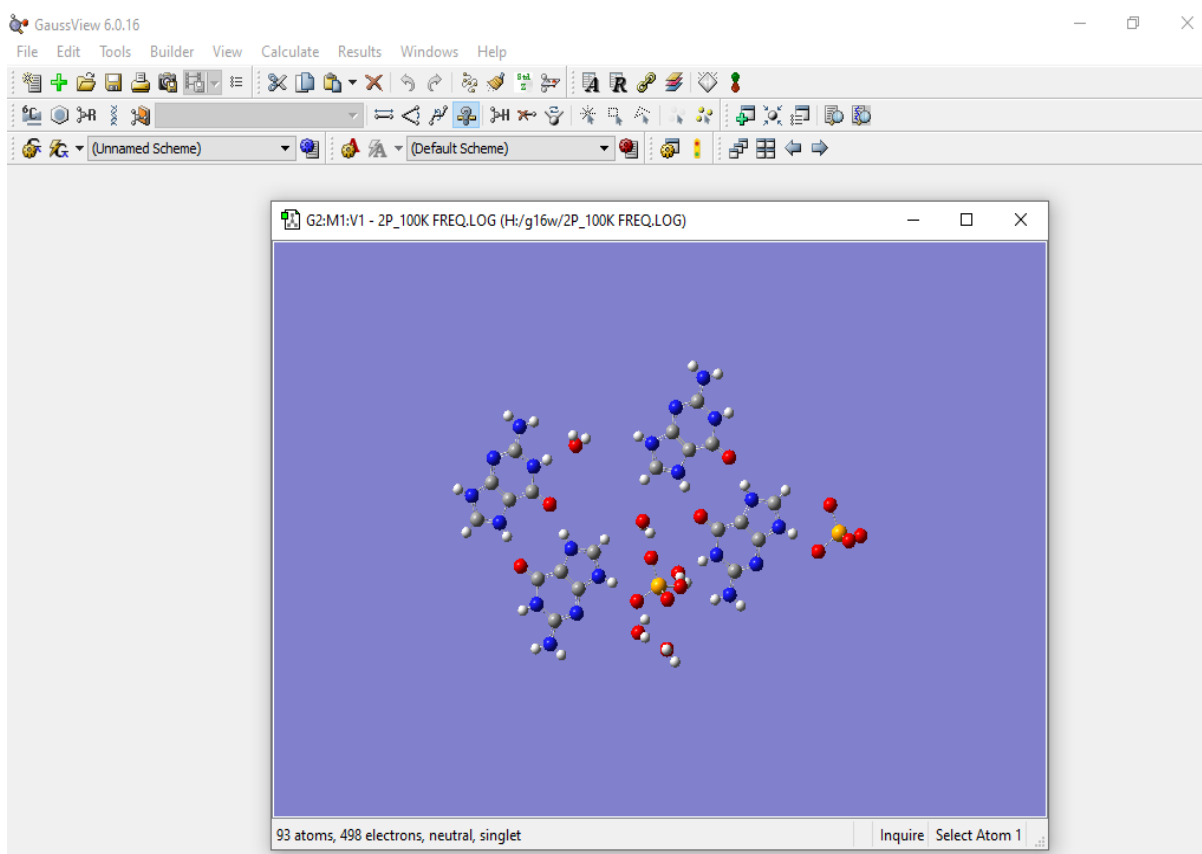 GaussView 6.0.16
File Edit Tools Builder View Calculate Results Windows Help
A R
6C R H
(Unnamed Scheme) (Default Scheme)
G2:M1:V1 - 2P_100K FREQ.LOG (H:/g16w/2P_100K FREQ.LOG)
93 atoms, 498 electrons, neutral, singlet Inquire Select Atom 1